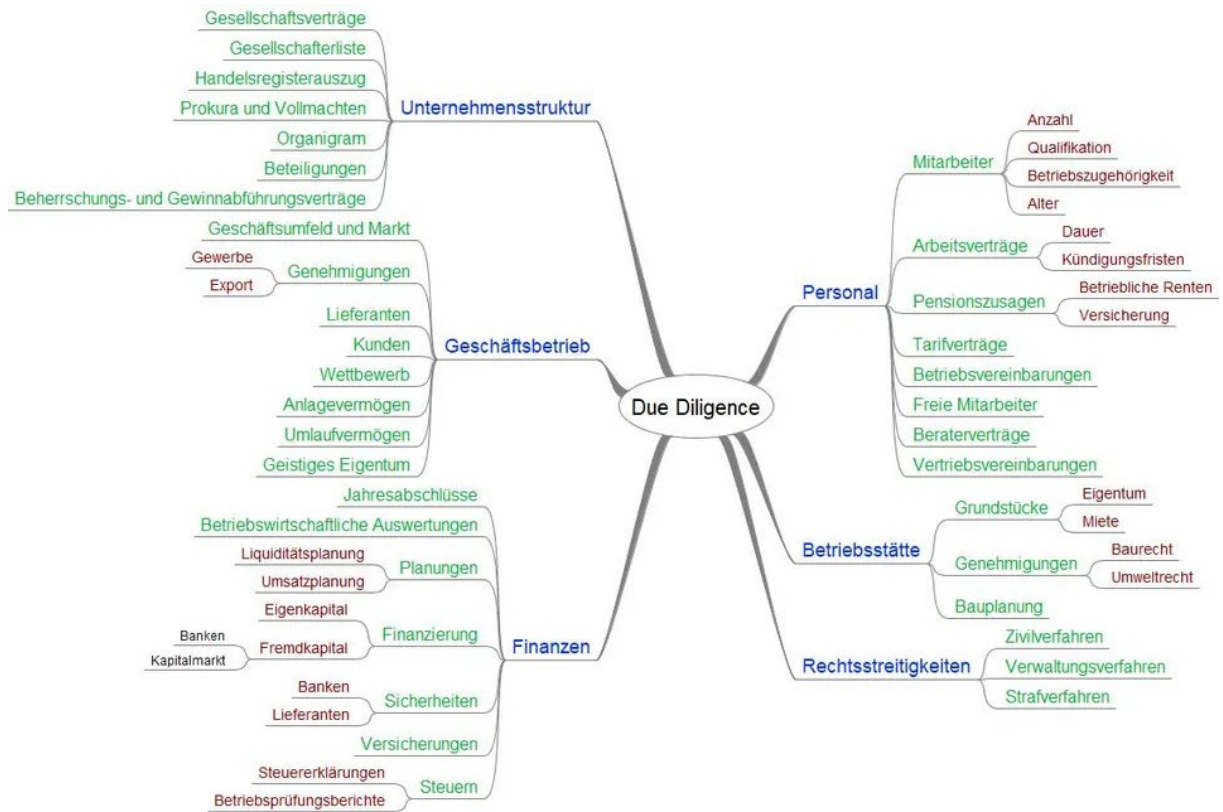 Due Diligence
Unternehmensstruktur
Gesellschaftsverträge
Gesellschafterliste
Handelsregisterauszug
Prokura und Vollmachten
Organigram
Beteiligungen
Beherrschungs- und Gewinnabführungsverträge
Geschäftsbetrieb
Geschäftsumfeld und Markt
Genehmigungen
Gewerbe
Export
Lieferanten
Kunden
Wettbewerb
Anlagevermögen
Umlaufvermögen
Geistiges Eigentum
Finanzen
Jahresabschlüsse
Betriebswirtschaftliche Auswertungen
Planungen
Liquiditätsplanung
Umsatzplanung
Finanzierung
Eigenkapital
Fremdkapital
Banken
Kapitalmarkt
Sicherheiten
Banken
Lieferanten
Versicherungen
Steuern
Steuererklärungen
Betriebsprüfungsberichte
Personal
Mitarbeiter
Anzahl
Qualifikation
Betriebszugehörigkeit
Alter
Arbeitsverträge
Dauer
Kündigungsfristen
Pensionszusagen
Betriebliche Renten
Versicherung
Tarifverträge
Betriebsvereinbarungen
Freie Mitarbeiter
Beraterverträge
Vertriebsvereinbarungen
Betriebsstätte
Grundstücke
Eigentum
Miete
Genehmigungen
Baurecht
Umweltrecht
Bauplanung
Rechtsstreitigkeiten
Zivilverfahren
Verwaltungsverfahren
Strafverfahren